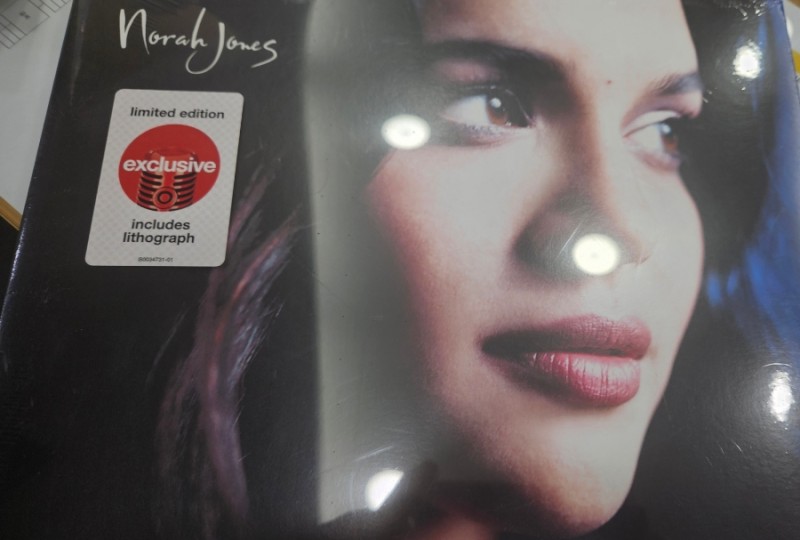 Norah Jones
limited edition
exclusive
includes
lithograph